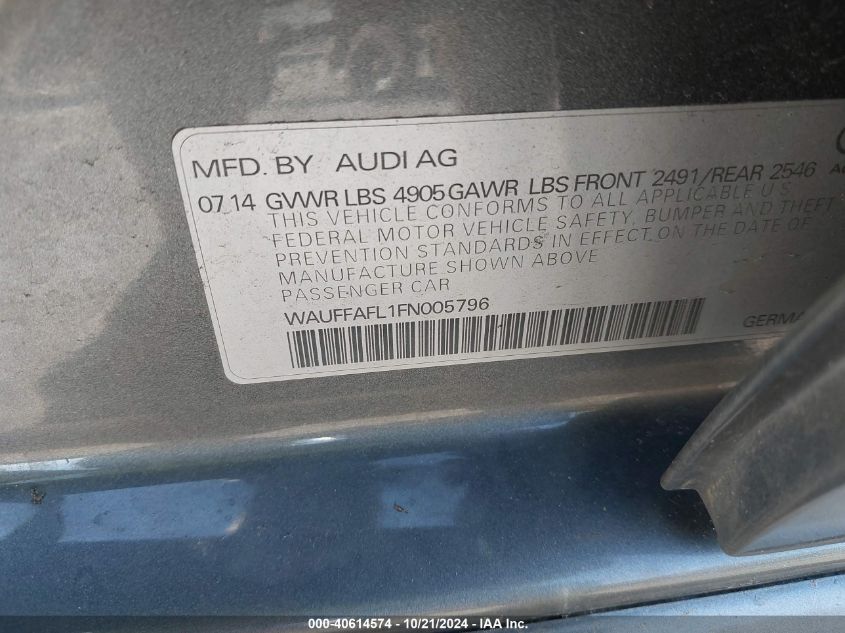 MFD. BY AUDI AG
07.14 GVWR LBS 4905 GAWR LBS FRONT 2491/REAR 2546
THIS VEHICLE CONFORMS TO ALL APPLICABLE U S
FEDERAL MOTOR VEHICLE SAFETY, BUMPER AND THEFT
PREVENTION STANDARDS IN EFFECT ON THE DATE OF
MANUFACTURE SHOWN ABOVE
PASSENGER CAR
WAUFFAFL1FN005796
000-40614574 / 10/21/2024 - IAA Inc.